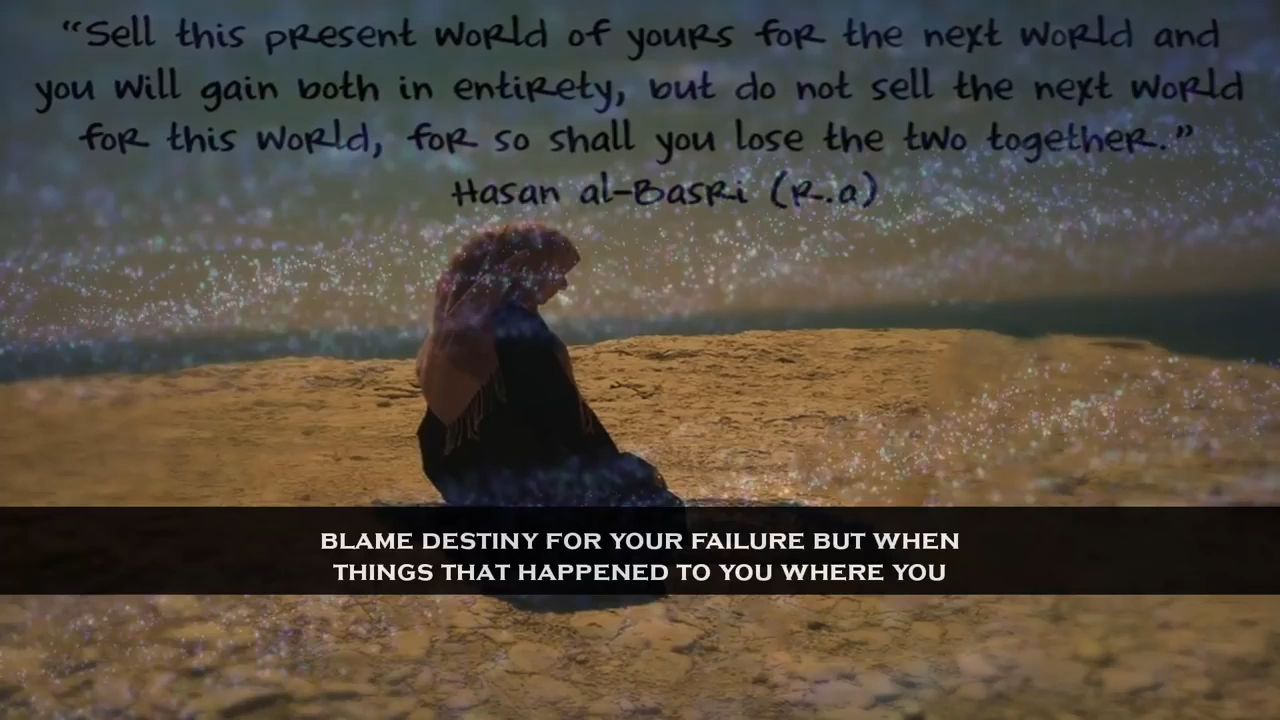 “Sell this present world of yours for the next world and
you will gain both in entirety, but do not sell the next world
for this world, for so shall you lose the two together.”
Hasan al-Basri (R.a)
BLAME DESTINY FOR YOUR FAILURE BUT WHEN
THINGS THAT HAPPENED TO YOU WHERE YOU